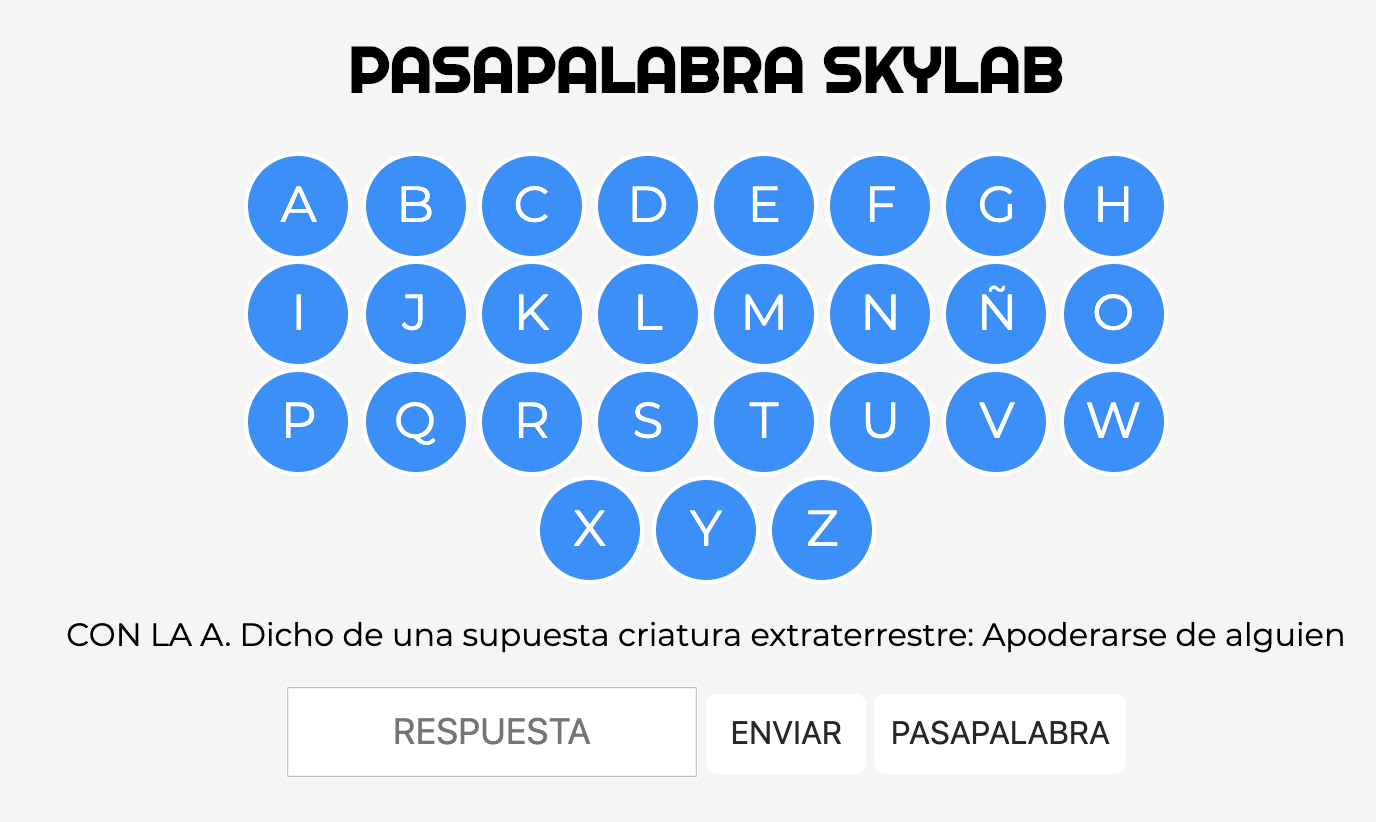 PASAPALABRA SKYLAB
A B C D E F G H
I J K L M N Ñ O
P Q R S T U V W
X Y Z
CON LA A. Dicho de una supuesta criatura extraterrestre: Apoderarse de alguien
RESPUESTA ENVIAR PASAPALABRA